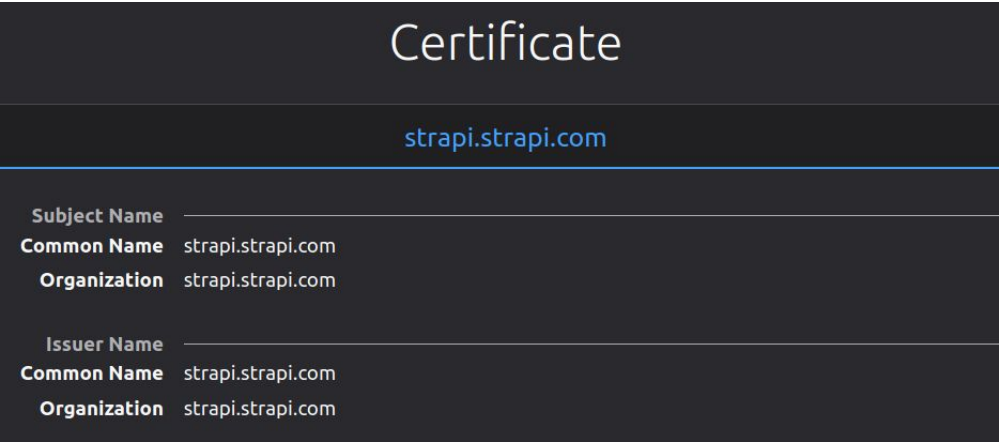 Certificate
strapi.strapi.com
Subject Name
Common Name strapi.strapi.com
Organization strapi.strapi.com
Issuer Name
Common Name strapi.strapi.com
Organization strapi.strapi.com